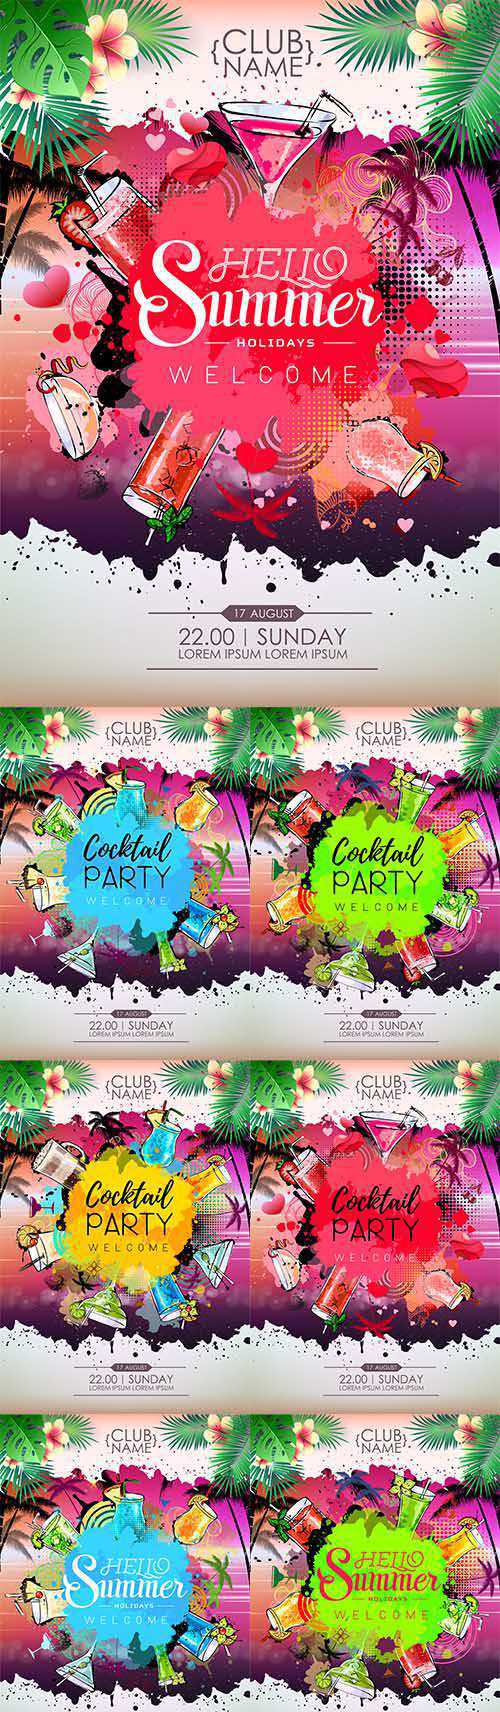 {CLUB
NAME}
HELLO
Summer
HOLIDAYS
WELCOME
17 AUGUST
22.00 | SUNDAY
LOREM IPSUM LOREM IPSUM
{CLUB
NAME}
Cocktail
PARTY
WELCOME
17 AUGUST
22.00 | SUNDAY
LOREM IPSUM LOREM IPSUM
{CLUB
NAME}
Cocktail
PARTY
WELCOME
17 AUGUST
22.00 | SUNDAY
LOREM IPSUM LOREM IPSUM
{CLUB
NAME}
Cocktail
PARTY
WELCOME
17 AUGUST
22.00 | SUNDAY
LOREM IPSUM LOREM IPSUM
{CLUB
NAME}
Cocktail
PARTY
WELCOME
17 AUGUST
22.00 | SUNDAY
LOREM IPSUM LOREM IPSUM
{CLUB
NAME}
HELLO
Summer
HOLIDAYS
WELCOME
{CLUB
NAME}
HELLO
Summer
HOLIDAYS
WELCOME